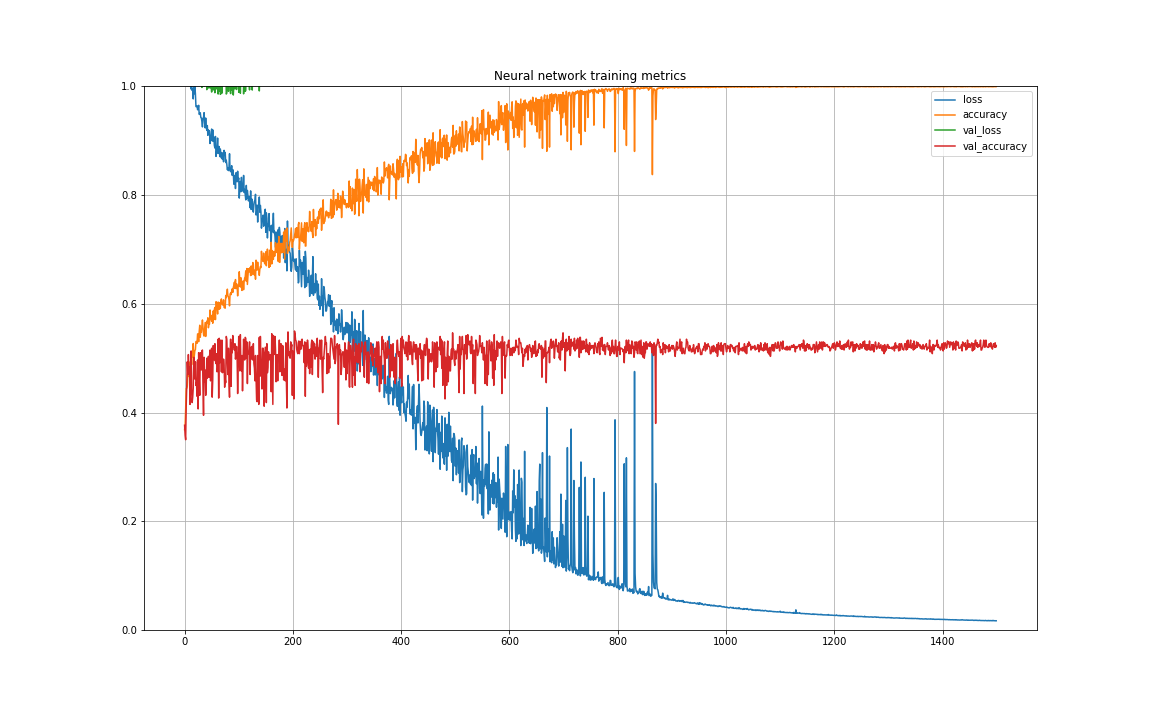 Neural network training metrics
1.0
0.8
0.6
0.4
0.2
0.0
loss
accuracy
val_loss
val_accuracy
0 200 400 600 800 1000 1200 1400